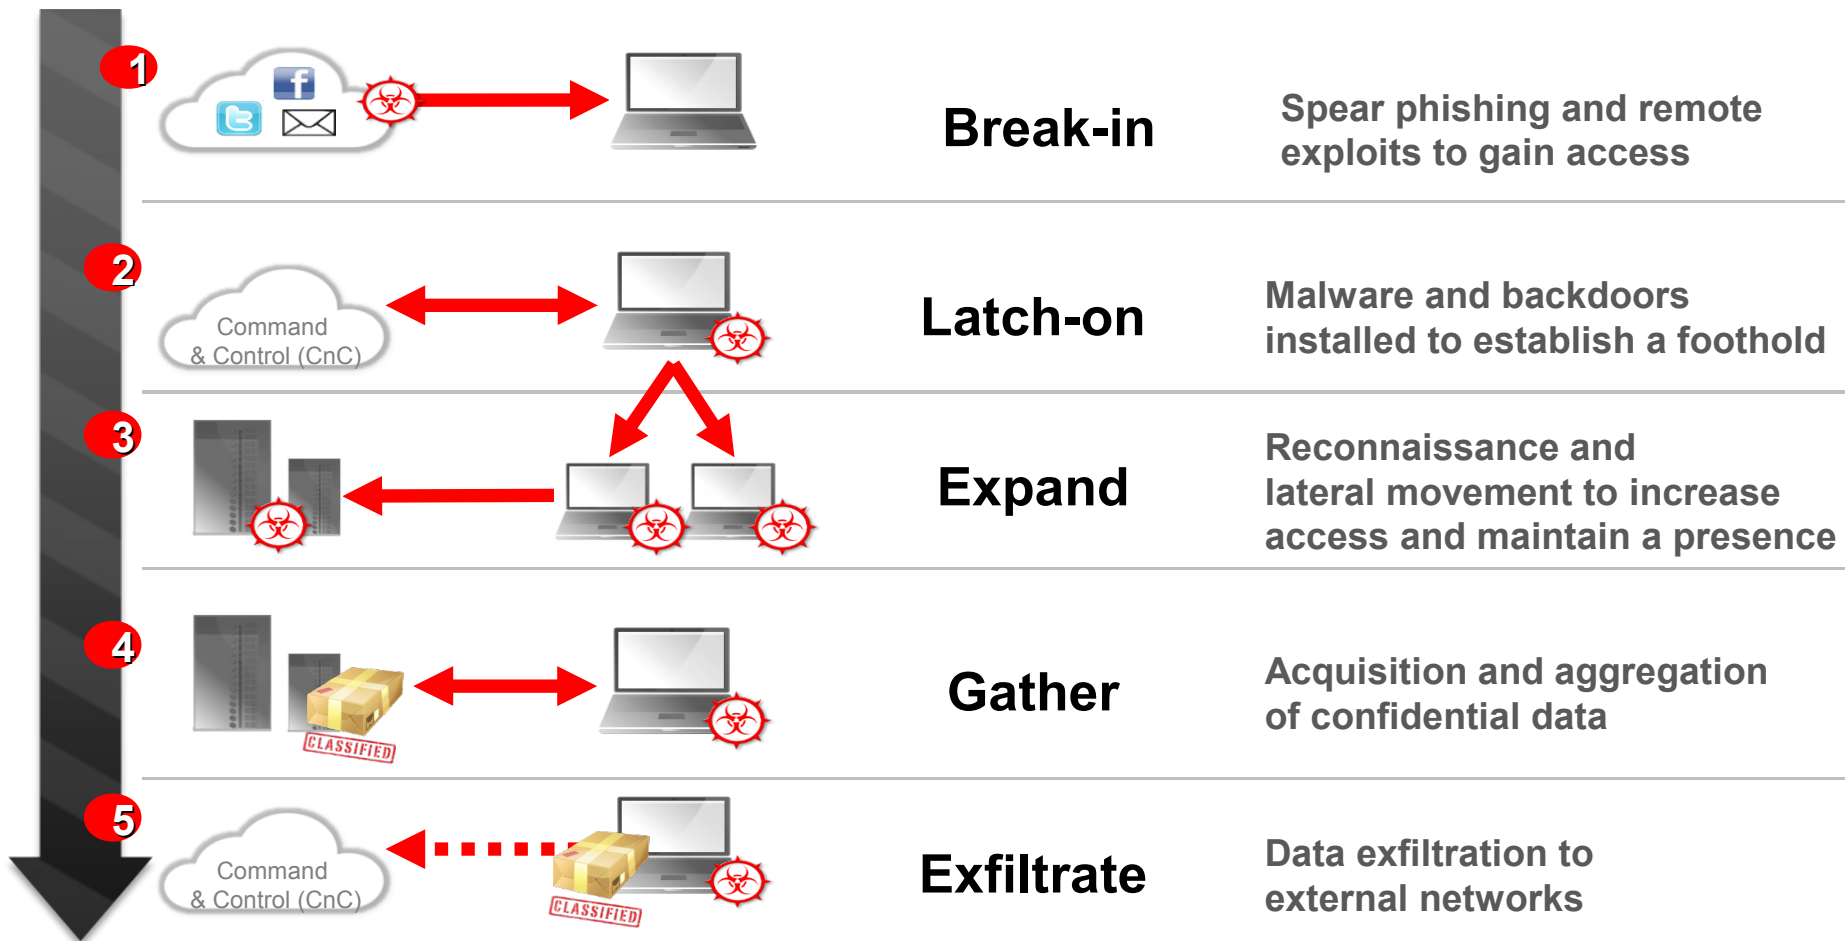 1
Break-in
Spear phishing and remote
exploits to gain access
2
Command
& Control (CnC)
Latch-on
Malware and backdoors
installed to establish a foothold
3
Expand
Reconnaissance and
lateral movement to increase
access and maintain a presence
4
CLASSIFIED
Gather
Acquisition and aggregation
of confidential data
5
Command
& Control (CnC)
CLASSIFIED
Exfiltrate
Data exfiltration to
external networks